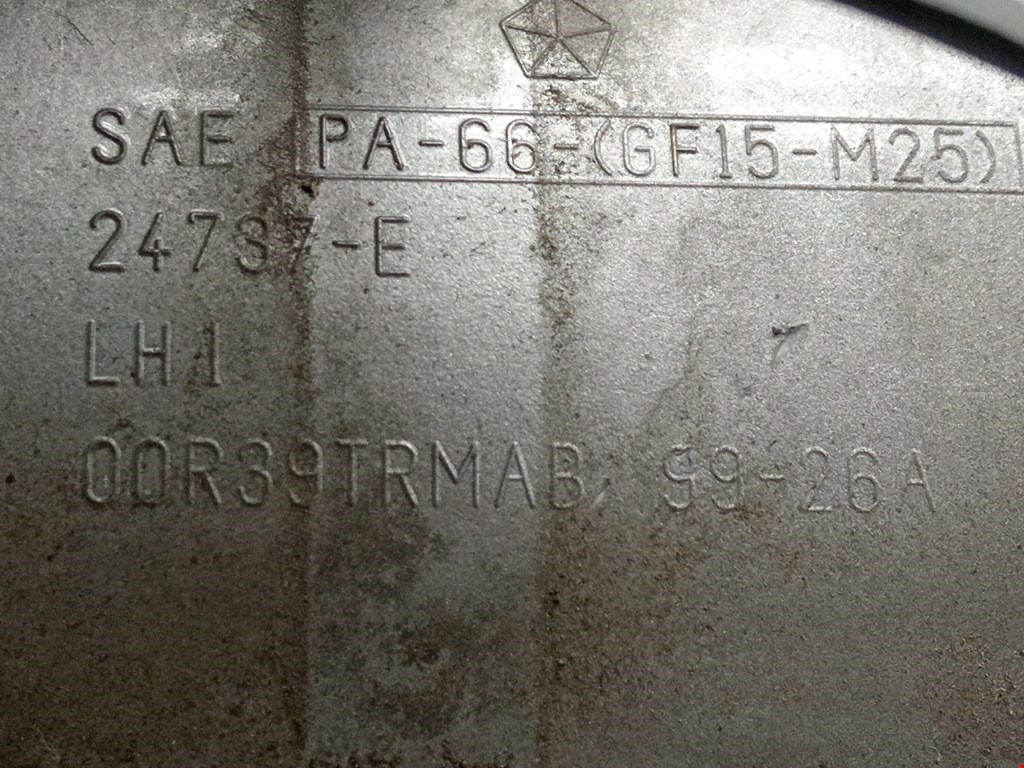 SAE PA-66-(GF15-M25)
24737-E
LH1
00R39TRMAB, 99-26A